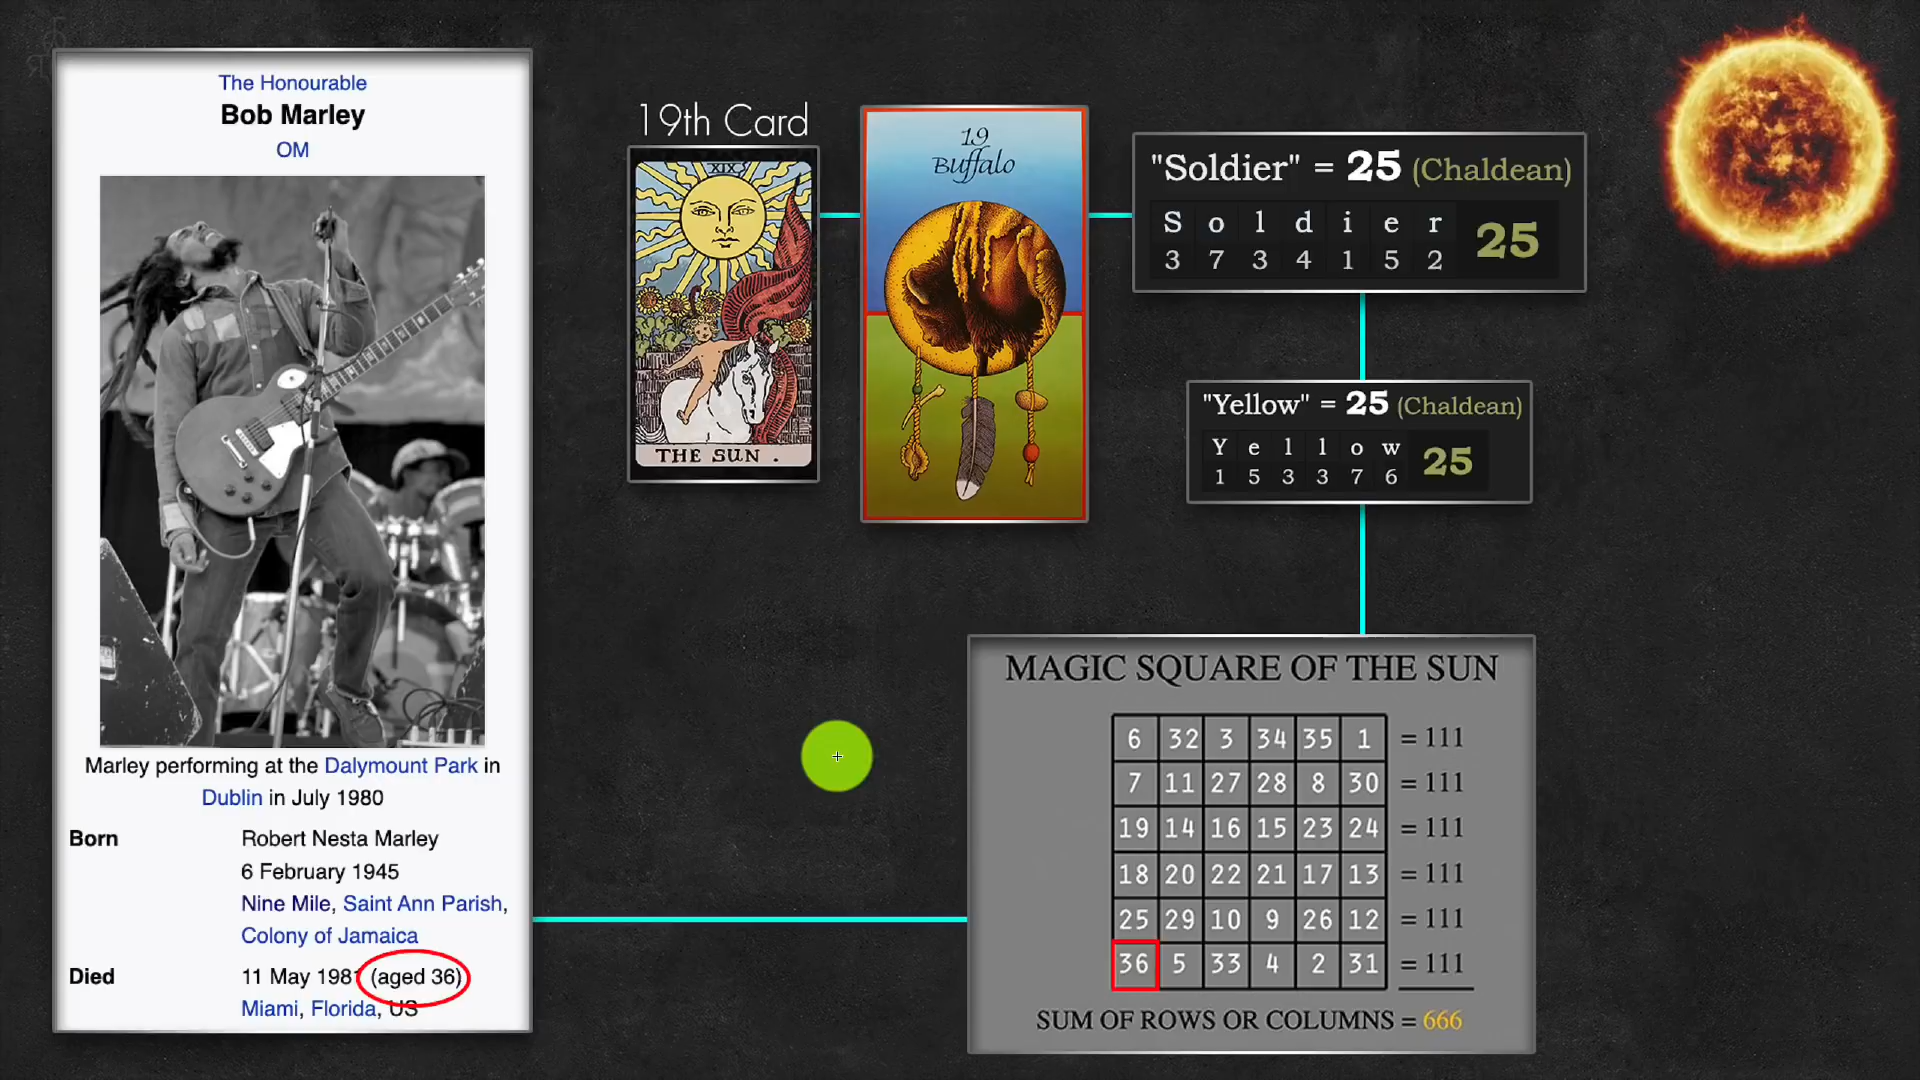 The Honourable
Bob Marley
OM
Marley performing at the Dalymount Park in
Dublin in July 1980
Born Robert Nesta Marley
6 February 1945
Nine Mile, Saint Ann Parish,
Colony of Jamaica
Died 11 May 1981 (aged 36)
Miami, Florida, US
19th Card
XIX
THE SUN .
19
Buffalo
"Soldier" = 25 (Chaldean)
S o l d i e r
3 7 3 4 1 5 2
25
"Yellow" = 25 (Chaldean)
Y e l l o w
1 5 3 3 7 6
25
MAGIC SQUARE OF THE SUN
6 32 3 34 35 1 = 111
7 11 27 28 8 30 = 111
19 14 16 15 23 24 = 111
18 20 22 21 17 13 = 111
25 29 10 9 26 12 = 111
36 5 33 4 2 31 = 111
SUM OF ROWS OR COLUMNS = 666